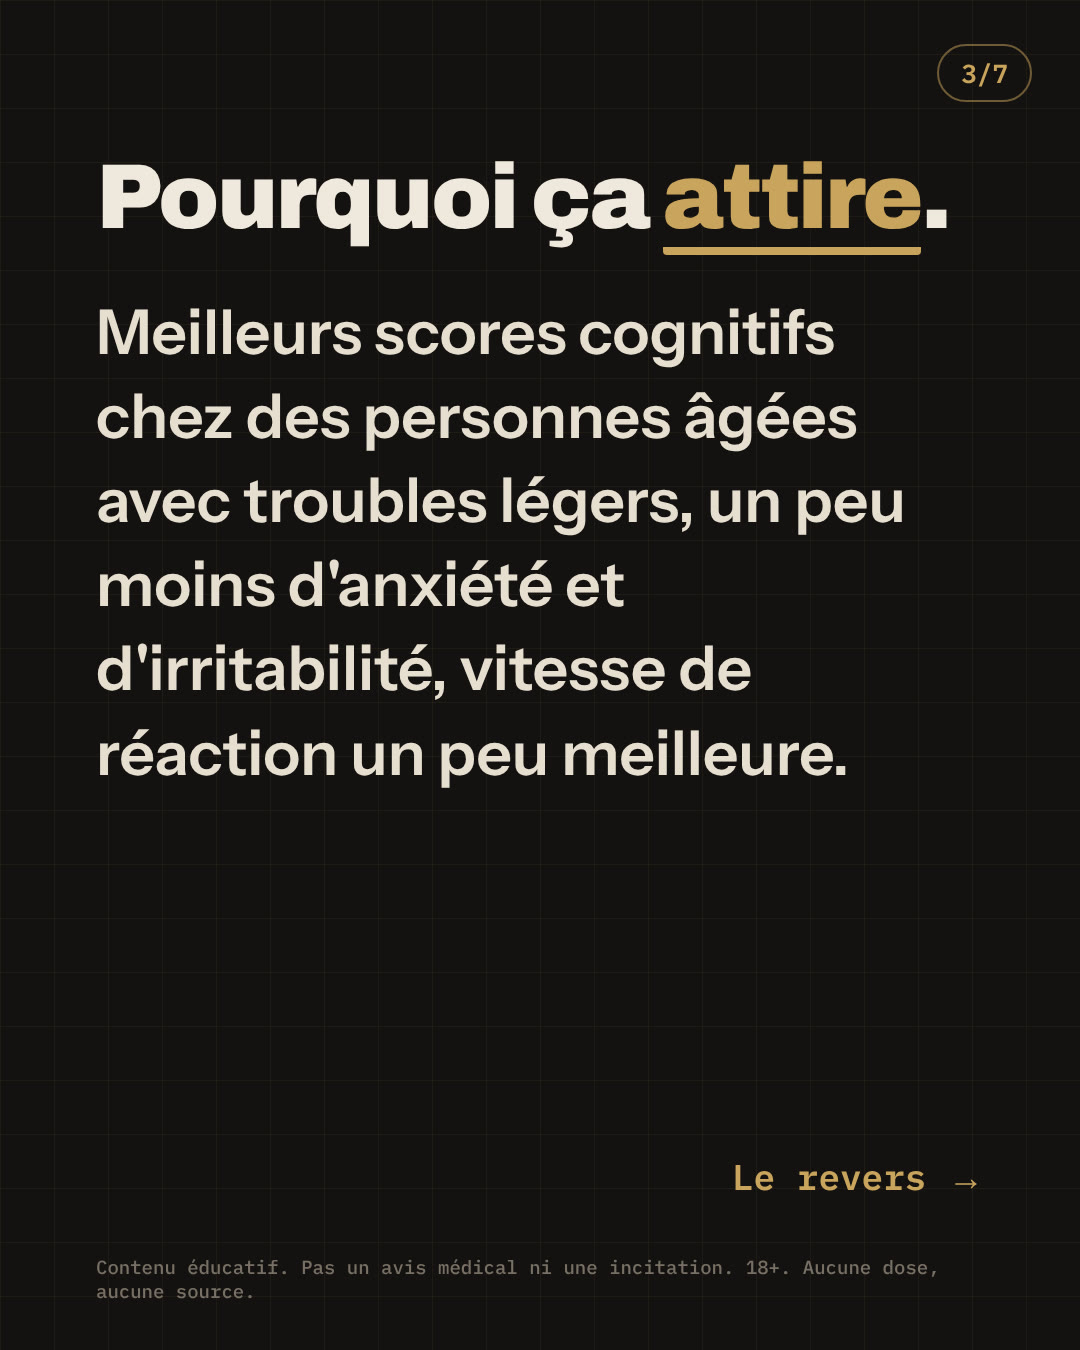 3/7
Pourquoi ça attire.
Meilleurs scores cognitifs
chez des personnes âgées
avec troubles légers, un peu
moins d'anxiété et
d'irritabilité, vitesse de
réaction un peu meilleure.
Le revers →
Contenu éducatif. Pas un avis médical ni une incitation. 18+. Aucune dose,
aucune source.